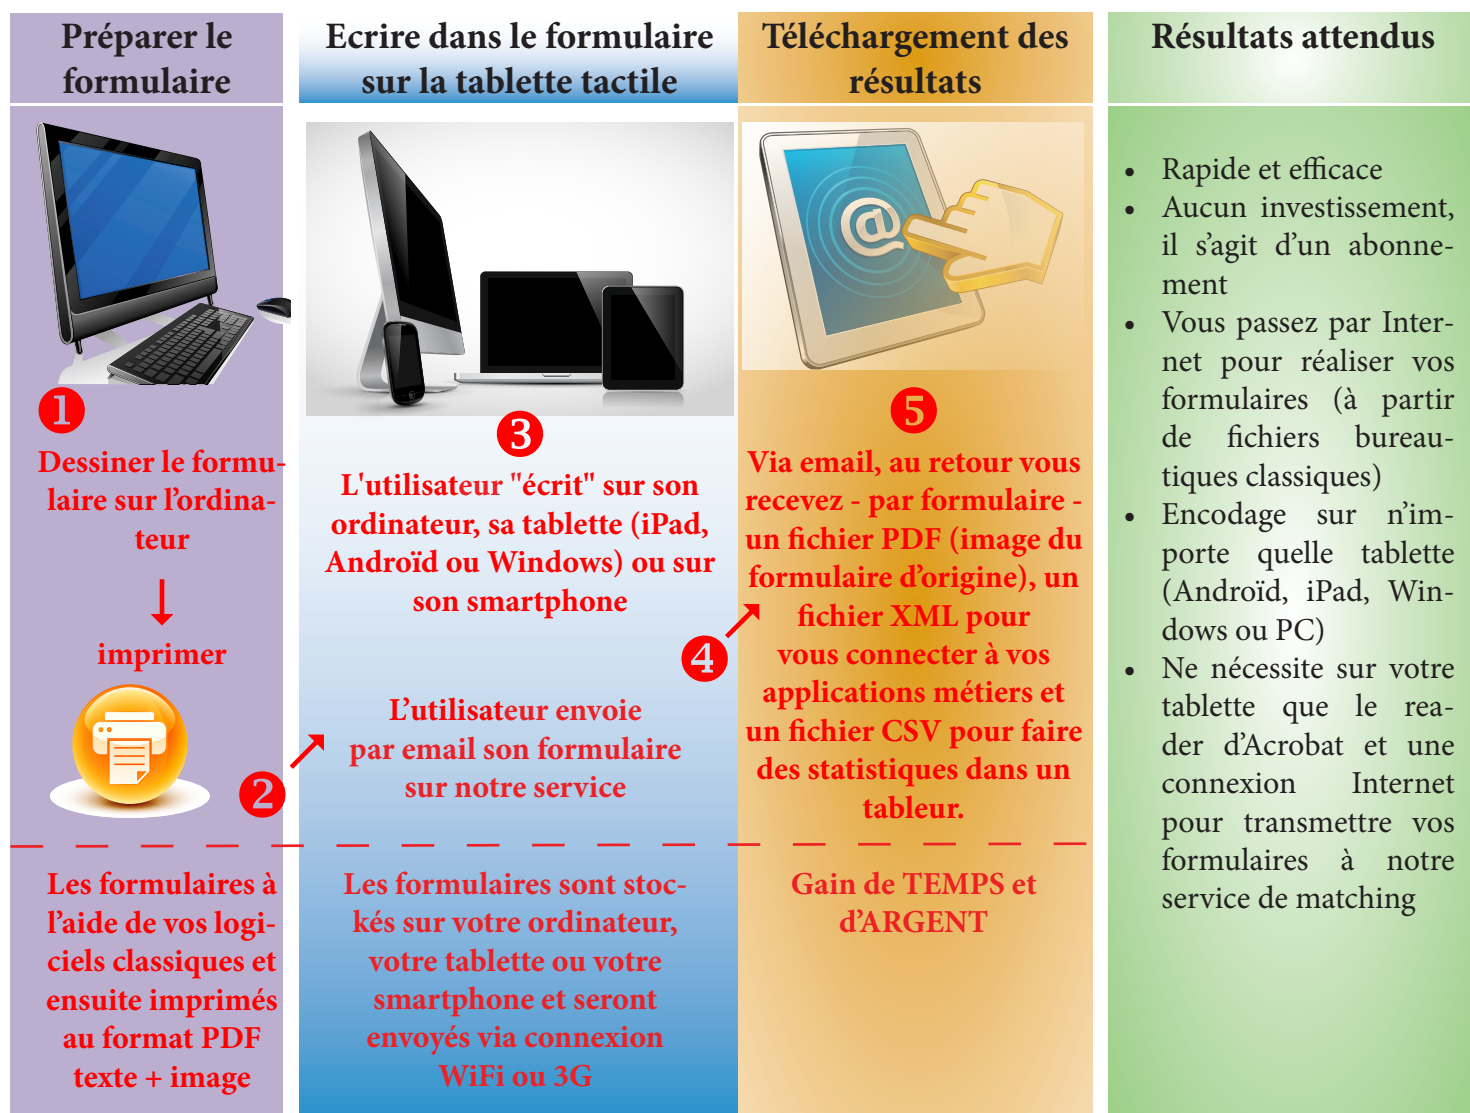 Préparer le
formulaire
1
Dessiner le formu-
laire sur l’ordina-
teur
imprimer
2
Les formulaires à
l’aide de vos logi-
ciels classiques et
ensuite imprimés
au format PDF
texte + image
Ecrire dans le formulaire
sur la tablette tactile
3
L'utilisateur "écrit" sur son
ordinateur, sa tablette (iPad,
Androïd ou Windows) ou sur
son smartphone
4
L’utilisateur envoie
par email son formulaire
sur notre service
Les formulaires sont stoc-
kés sur votre ordinateur,
votre tablette ou votre
smartphone et seront
envoyés via connexion
WiFi ou 3G
Téléchargement des
résultats
@
5
Via email, au retour vous
recevez - par formulaire -
un fichier PDF (image du
formulaire d’origine), un
fichier XML pour
vous connecter à vos
applications métiers et
un fichier CSV pour faire
des statistiques dans un
tableur.
Gain de TEMPS et
d’ARGENT
Résultats attendus
• Rapide et efficace
• Aucun investissement,
il s’agit d’un abonne-
ment
• Vous passez par Inter-
net pour réaliser vos
formulaires (à partir
de fichiers bureau-
tiques classiques)
• Encodage sur n’im-
porte quelle tablette
(Androïd, iPad, Win-
dows ou PC)
• Ne nécessite sur votre
tablette que le rea-
der d’Acrobat et une
connexion Internet
pour transmettre vos
formulaires à notre
service de matching